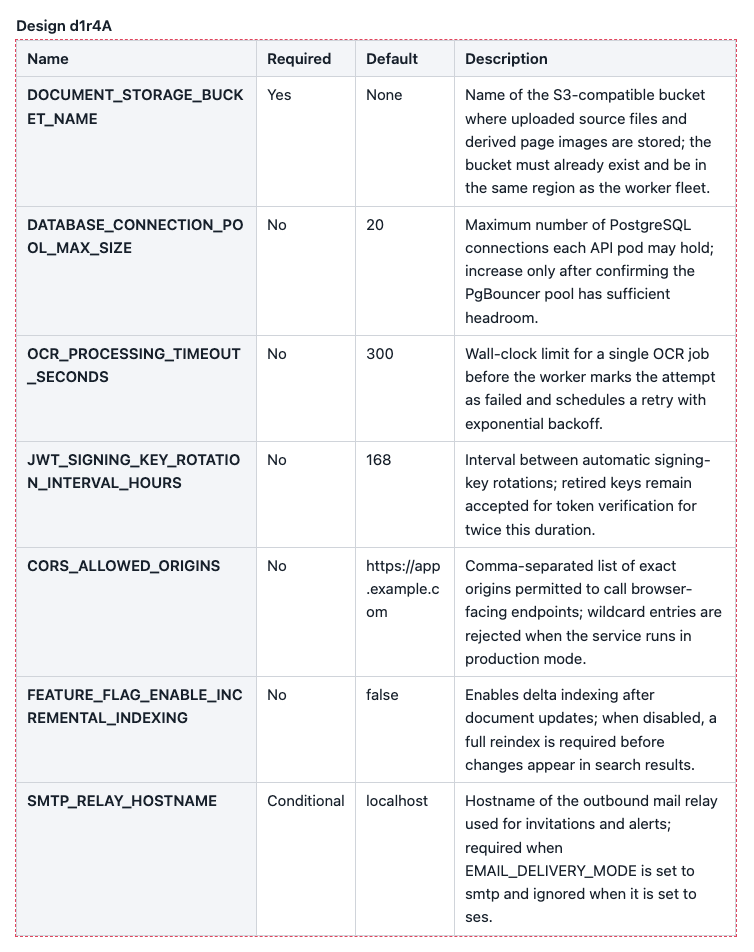 Design d1r4A
Name Required Default Description
DOCUMENT_STORAGE_BUCK Yes None Name of the S3-compatible bucket
ET_NAME where uploaded source files and
derived page images are stored; the
bucket must already exist and be in
the same region as the worker fleet.
DATABASE_CONNECTION_PO No 20 Maximum number of PostgreSQL
OL_MAX_SIZE connections each API pod may hold;
increase only after confirming the
PgBouncer pool has sufficient
headroom.
OCR_PROCESSING_TIMEOUT No 300 Wall-clock limit for a single OCR job
_SECONDS before the worker marks the attempt
as failed and schedules a retry with
exponential backoff.
JWT_SIGNING_KEY_ROTATIO No 168 Interval between automatic signing-
N_INTERVAL_HOURS key rotations; retired keys remain
accepted for token verification for
twice this duration.
CORS_ALLOWED_ORIGINS No https://app Comma-separated list of exact
.example.c origins permitted to call browser-
om facing endpoints; wildcard entries are
rejected when the service runs in
production mode.
FEATURE_FLAG_ENABLE_INC No false Enables delta indexing after
REMENTAL_INDEXING document updates; when disabled, a
full reindex is required before
changes appear in search results.
SMTP_RELAY_HOSTNAME Conditional localhost Hostname of the outbound mail relay
used for invitations and alerts;
required when
EMAIL_DELIVERY_MODE is set to
smtp and ignored when it is set to
ses.